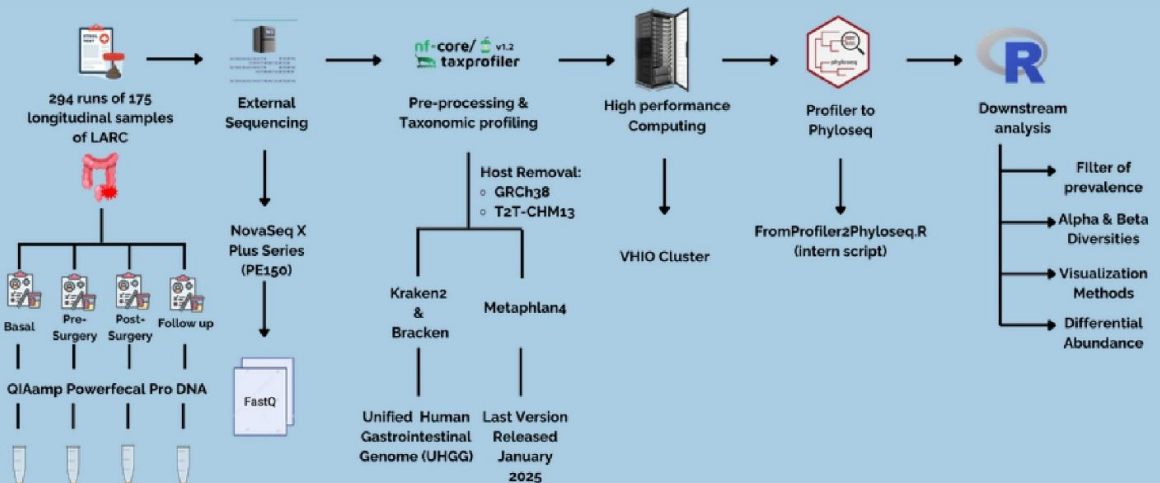 294 runs of 175
longitudinal samples
of LARC
Basal
Pre-
Surgery
Post-
Surgery
Follow up
QIAamp Powerfecal Pro DNA
External
Sequencing
NovaSeq X
Plus Series
(PE150)
FastQ
nf-core/ v1.2
taxprofiler
Pre-processing &
Taxonomic profiling
Host Removal:
GRCh38
T2T-CHM13
Kraken2
&
Bracken
Metaphlan4
Unified Human
Gastrointestinal
Genome (UHGG)
Last Version
Released
January
2025
High performance
Computing
VHIO Cluster
phyloseq
Profiler to
Phyloseq
FromProfiler2Phyloseq.R
(intern script)
R
Downstream
analysis
Filter of
prevalence
Alpha & Beta
Diversities
Visualization
Methods
Differential
Abundance